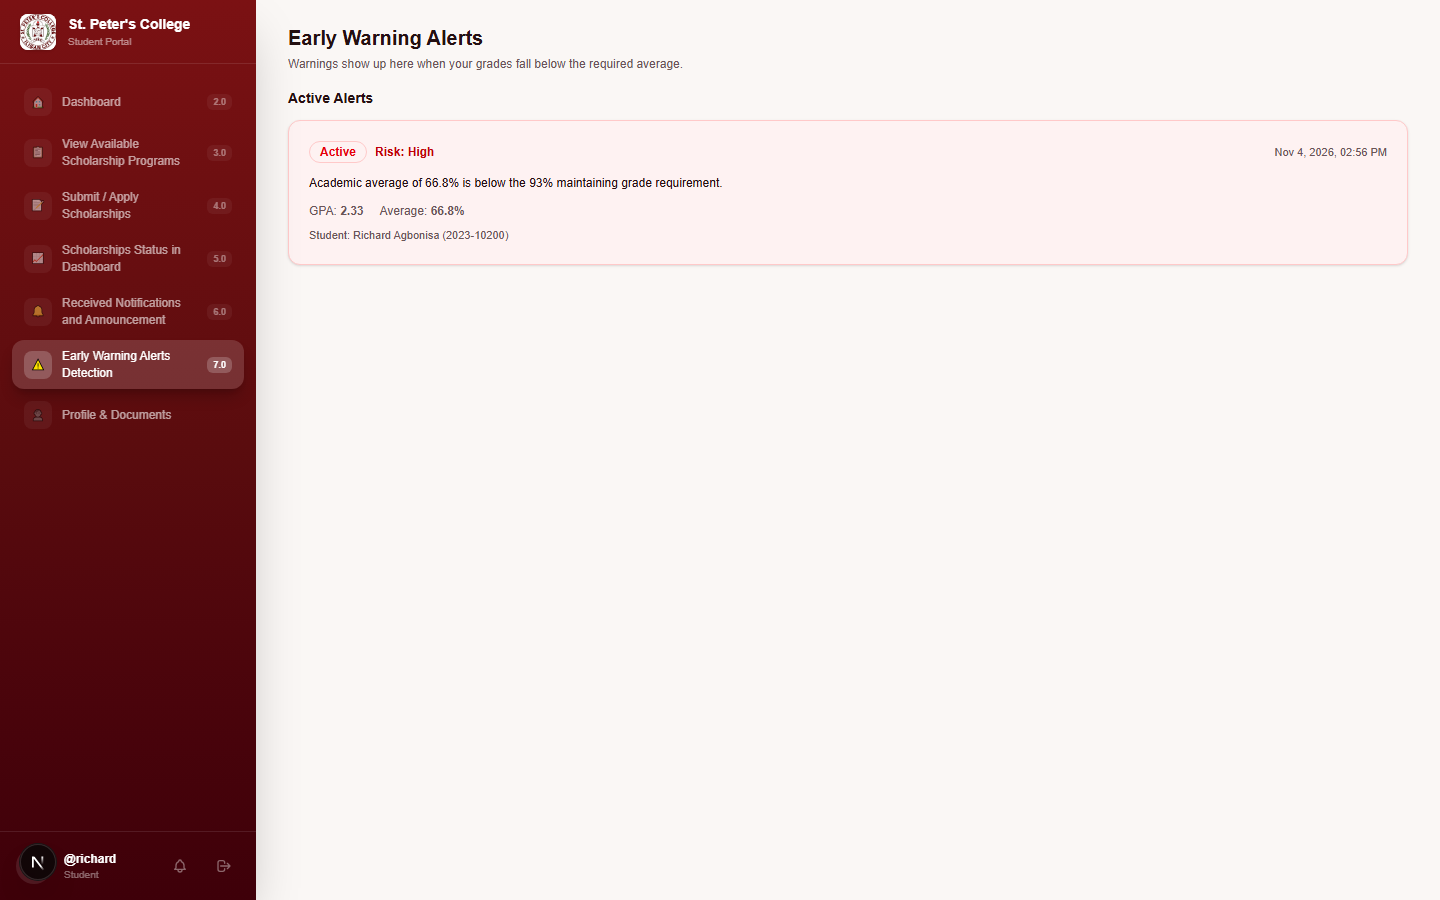 St. Peter's College
Student Portal
Dashboard 2.0
View Available
Scholarship Programs 3.0
Submit / Apply
Scholarships 4.0
Scholarships Status in
Dashboard 5.0
Received Notifications
and Announcement 6.0
Early Warning Alerts
Detection 7.0
Profile & Documents
N
@richard
Student
Early Warning Alerts
Warnings show up here when your grades fall below the required average.
Active Alerts
Active Risk: High Nov 4, 2026, 02:56 PM
Academic average of 66.8% is below the 93% maintaining grade requirement.
GPA: 2.33 Average: 66.8%
Student: Richard Agbonisa (2023-10200)